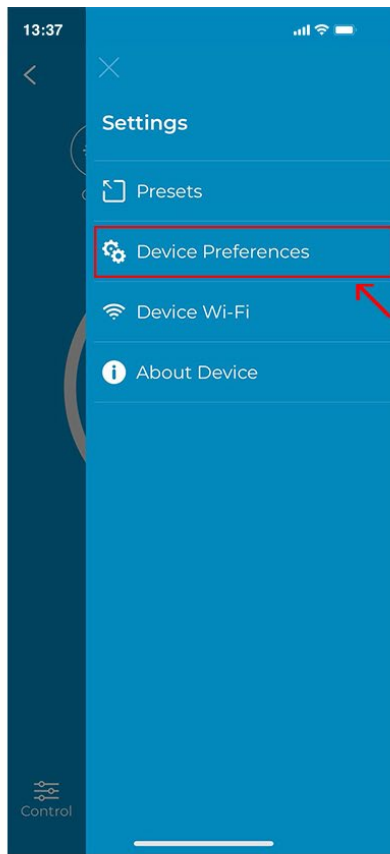 13:37
Settings
Presets
Device Preferences
Device Wi-Fi
About Device
Control